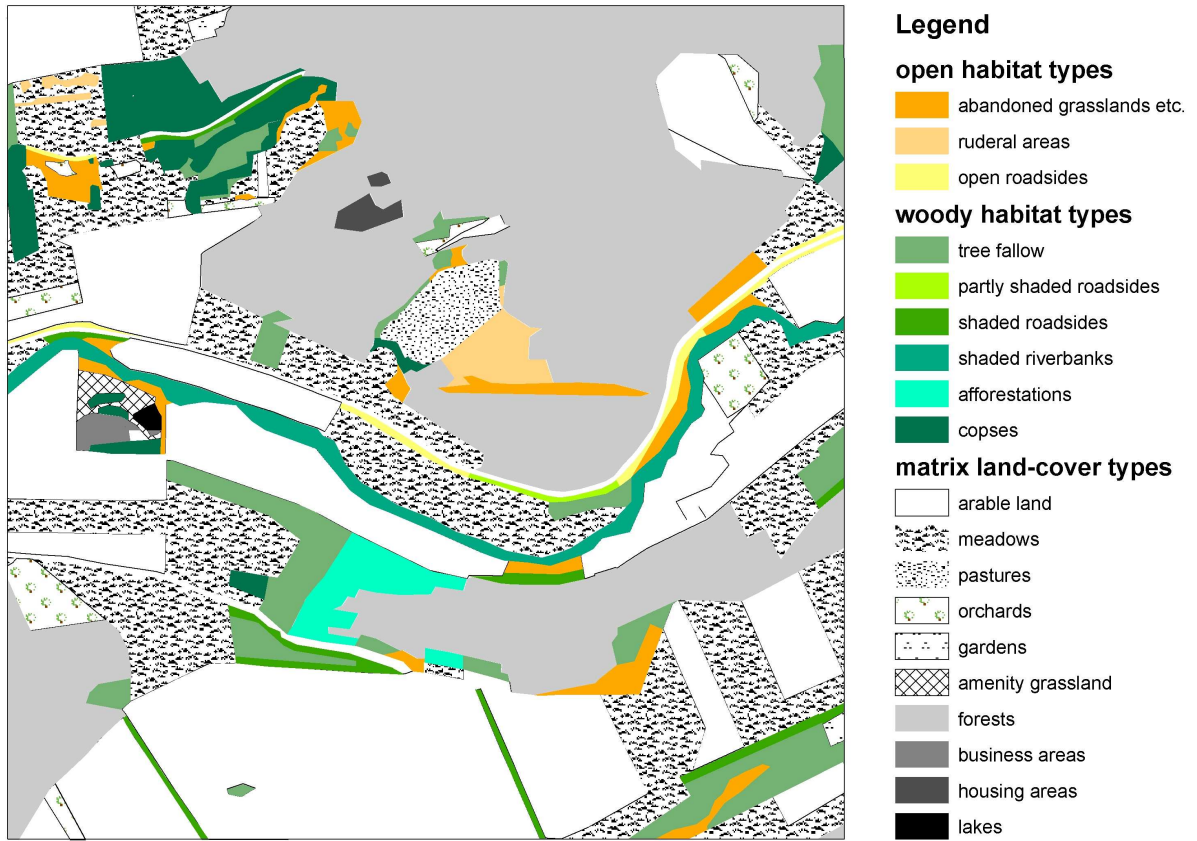 Legend
open habitat types
abandoned grasslands etc.
ruderal areas
open roadsides
woody habitat types
tree fallow
partly shaded roadsides
shaded roadsides
shaded riverbanks
afforestations
copses
matrix land-cover types
arable land
meadows
pastures
orchards
gardens
amenity grassland
forests
business areas
housing areas
lakes